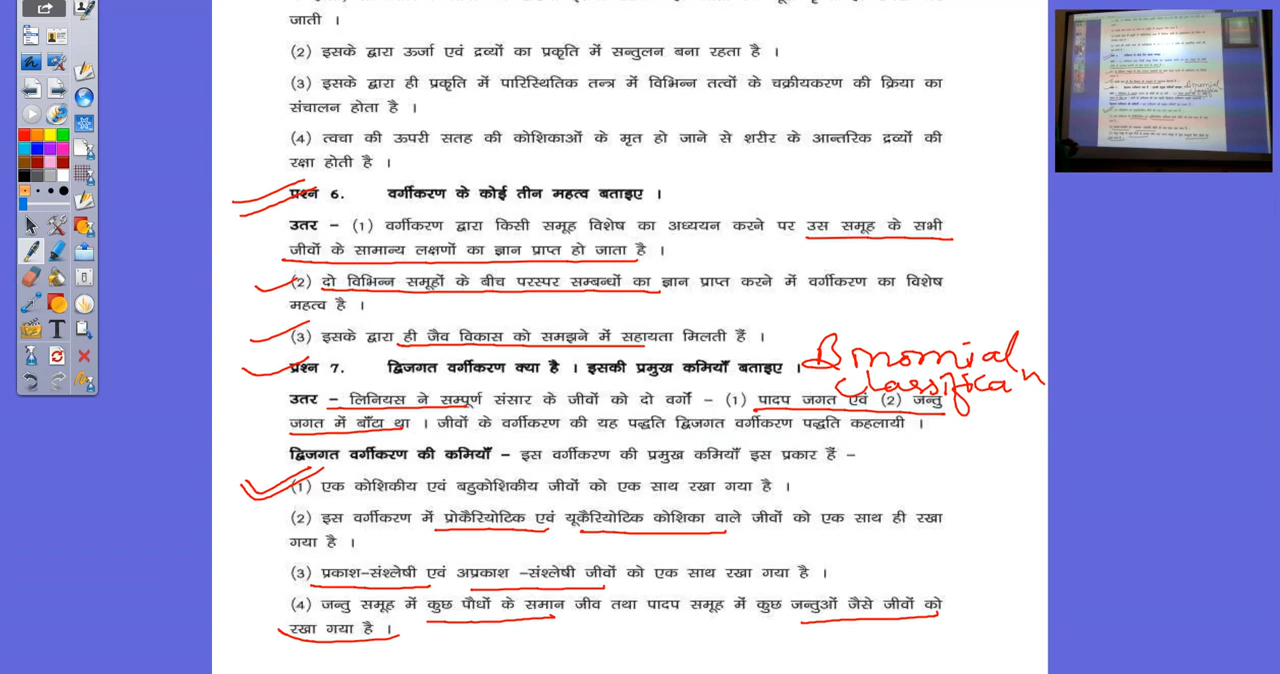 जाती ।
(2) इसके द्वारा ऊर्जा एवं द्रव्यों का प्रकृति में सन्तुलन बना रहता है ।
(3) इसके द्वारा ही प्रकृति में पारिस्थितिक तन्त्र में विभिन्न तत्वों के चक्रीयकरण की क्रिया का
संचालन होता है ।
(4) त्वचा की ऊपरी सतह की कोशिकाओं के मृत हो जाने से शरीर के आन्तरिक द्रव्यों की
रक्षा होती है ।
प्रश्न 6. वर्गीकरण के कोई तीन महत्व बताइए ।
उतर – (1) वर्गीकरण द्वारा किसी समूह विशेष का अध्ययन करने पर उस समूह के सभी
जीवों के सामान्य लक्षणों का ज्ञान प्राप्त हो जाता है ।
(2) दो विभिन्न समूहों के बीच परस्पर सम्बन्धों का ज्ञान प्राप्त करने में वर्गीकरण का विशेष
महत्व है ।
(3) इसके द्वारा ही जैव विकास को समझने में सहायता मिलती हैं ।
प्रश्न 7. द्विजगत वर्गीकरण क्या है । इसकी प्रमुख कमियाँ बताइए ।
Binomial
classifica n
उतर – लिनियस ने सम्पूर्ण संसार के जीवों को दो वर्गों – (1) पादप जगत एवं (2) जन्तु
जगत में बाँटा था । जीवों के वर्गीकरण की यह पद्धति द्विजगत वर्गीकरण पद्धति कहलायी ।
द्विजगत वर्गीकरण की कमियाँ – इस वर्गीकरण की प्रमुख कमियाँ इस प्रकार हैं –
(1) एक कोशिकीय एवं बहुकोशिकीय जीवों को एक साथ रखा गया है ।
(2) इस वर्गीकरण में प्रोकैरियोटिक एवं यूकैरियोटिक कोशिका वाले जीवों को एक साथ ही रखा
गया है ।
(3) प्रकाश–संश्लेषी एवं अप्रकाश –संश्लेषी जीवों को एक साथ रखा गया है ।
(4) जन्तु समूह में कुछ पौधों के समान जीव तथा पादप समूह में कुछ जन्तुओं जैसे जीवों को
रखा गया है ।